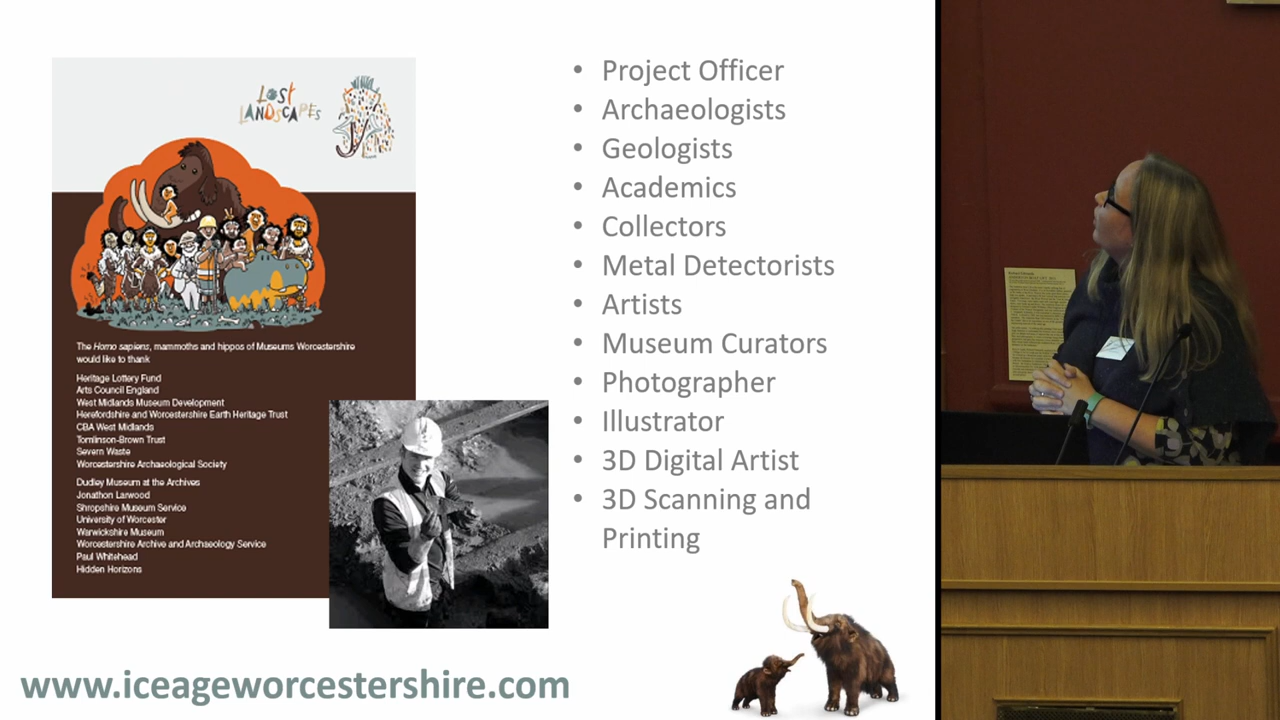 LOST
LANDSCAPES
The Homo sapiens, mammoths and hippos of Museums Worcestershire
would like to thank
Heritage Lottery Fund
Arts Council England
West Midlands Museum Development
Herefordshire and Worcestershire Earth Heritage Trust
CBA West Midlands
Tomlinson-Brown Trust
Severn Waste
Worcestershire Archaeological Society
Dudley Museum at the Archives
Jonathon Larwood
Shropshire Museum Service
University of Worcester
Warwickshire Museum
Worcestershire Archive and Archaeology Service
Paul Whitehead
Hidden Horizons
• Project Officer
• Archaeologists
• Geologists
• Academics
• Collectors
• Metal Detectorists
• Artists
• Museum Curators
• Photographer
• Illustrator
• 3D Digital Artist
• 3D Scanning and
Printing
www.iceageworcestershire.com